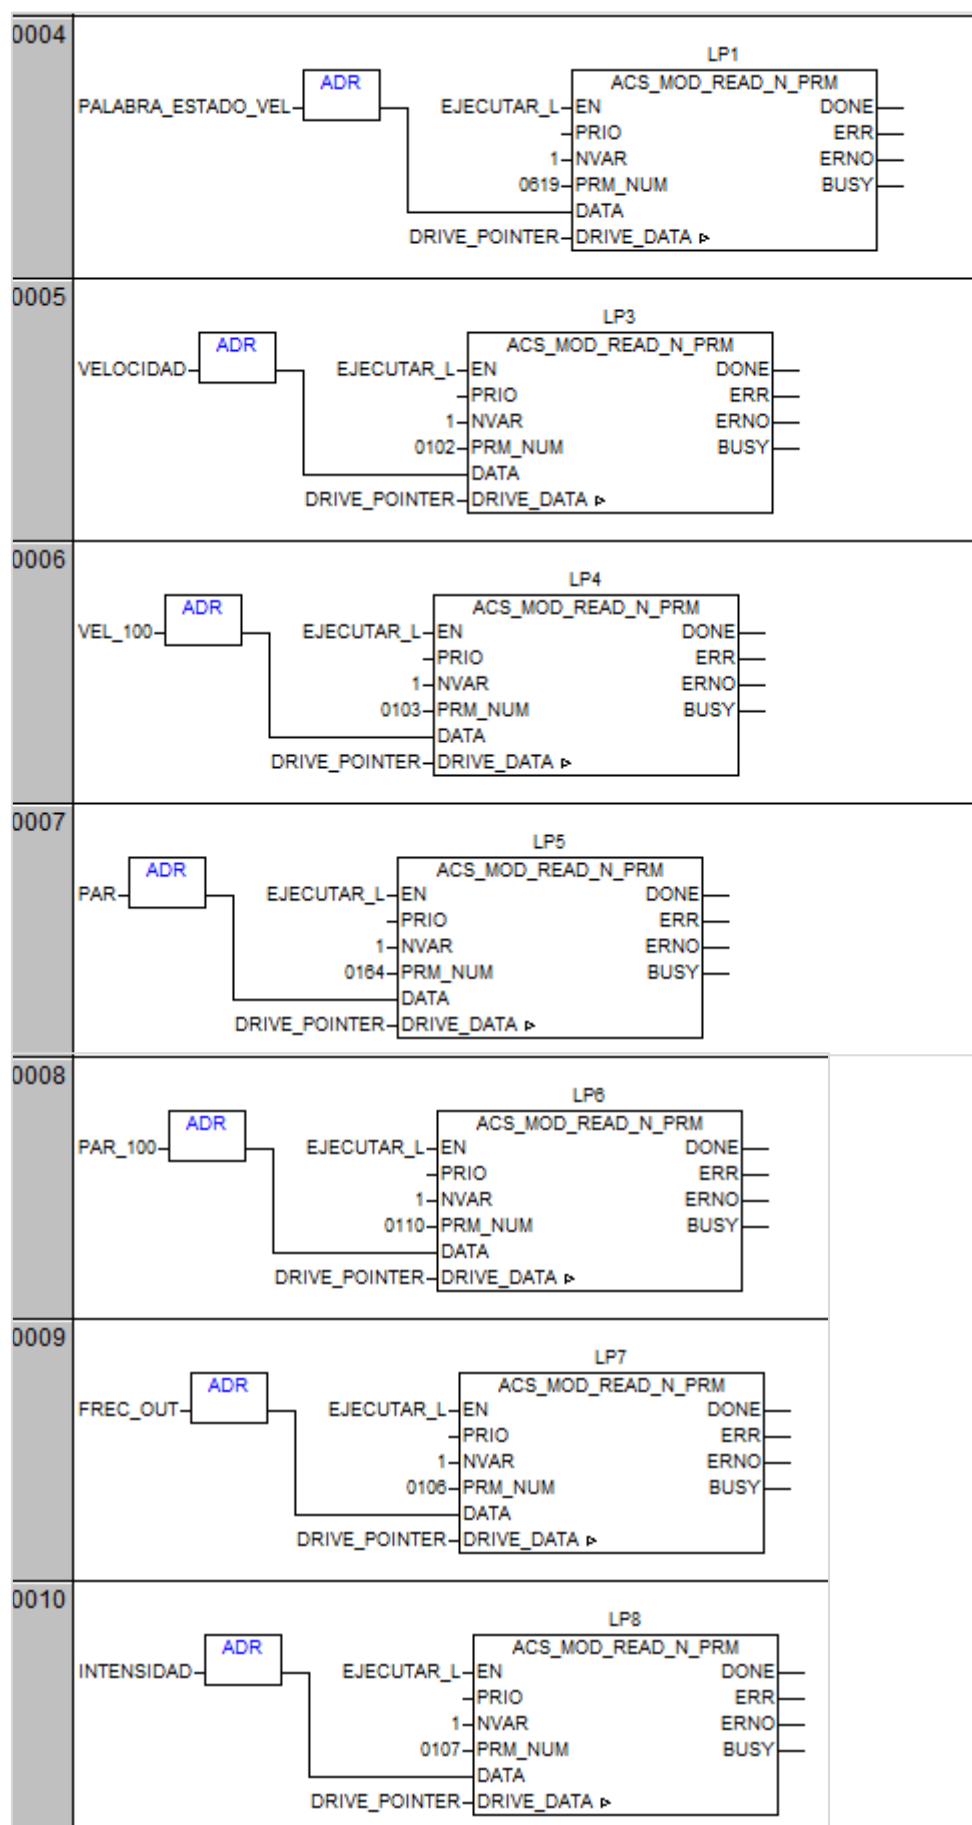 0004
LP1
ADR
ACS_MOD_READ_N_PRM
PALABRA_ESTADO_VEL
EJECUTAR_L EN DONE
PRIO ERR
1 NVAR ERNO
0619 PRM_NUM BUSY
DATA
DRIVE_POINTER DRIVE_DATA
0005
LP3
ADR
ACS_MOD_READ_N_PRM
VELOCIDAD
EJECUTAR_L EN DONE
PRIO ERR
1 NVAR ERNO
0102 PRM_NUM BUSY
DATA
DRIVE_POINTER DRIVE_DATA
0006
LP4
ADR
ACS_MOD_READ_N_PRM
VEL_100
EJECUTAR_L EN DONE
PRIO ERR
1 NVAR ERNO
0103 PRM_NUM BUSY
DATA
DRIVE_POINTER DRIVE_DATA
0007
LP5
ADR
ACS_MOD_READ_N_PRM
PAR
EJECUTAR_L EN DONE
PRIO ERR
1 NVAR ERNO
0164 PRM_NUM BUSY
DATA
DRIVE_POINTER DRIVE_DATA
0008
LP6
ADR
ACS_MOD_READ_N_PRM
PAR_100
EJECUTAR_L EN DONE
PRIO ERR
1 NVAR ERNO
0110 PRM_NUM BUSY
DATA
DRIVE_POINTER DRIVE_DATA
0009
LP7
ADR
ACS_MOD_READ_N_PRM
FREC_OUT
EJECUTAR_L EN DONE
PRIO ERR
1 NVAR ERNO
0106 PRM_NUM BUSY
DATA
DRIVE_POINTER DRIVE_DATA
0010
LP8
ADR
ACS_MOD_READ_N_PRM
INTENSIDAD
EJECUTAR_L EN DONE
PRIO ERR
1 NVAR ERNO
0107 PRM_NUM BUSY
DATA
DRIVE_POINTER DRIVE_DATA